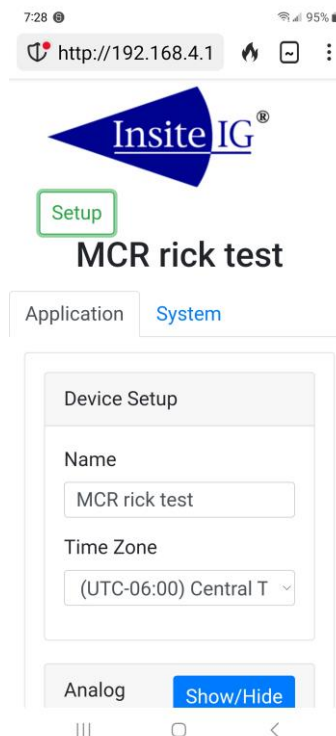 7:28
95%
http://192.168.4.1
Insite IG®
Setup
MCR rick test
Application System
Device Setup
Name
MCR rick test
Time Zone
(UTC-06:00) Central T
Analog Show/Hide